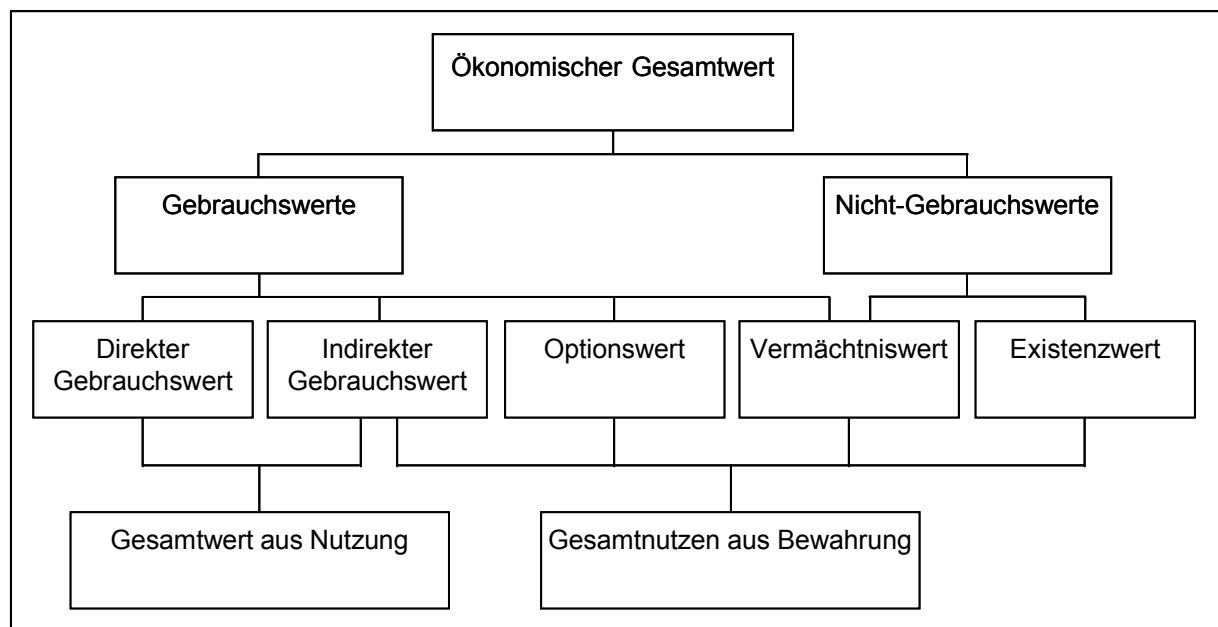 Ökonomischer Gesamtwert
Gebrauchswerte
Nicht-Gebrauchswerte
Direkter
Gebrauchswert
Indirekter
Gebrauchswert
Optionswert
Vermächtniswert
Existenzwert
Gesamtwert aus Nutzung
Gesamtnutzen aus Bewahrung